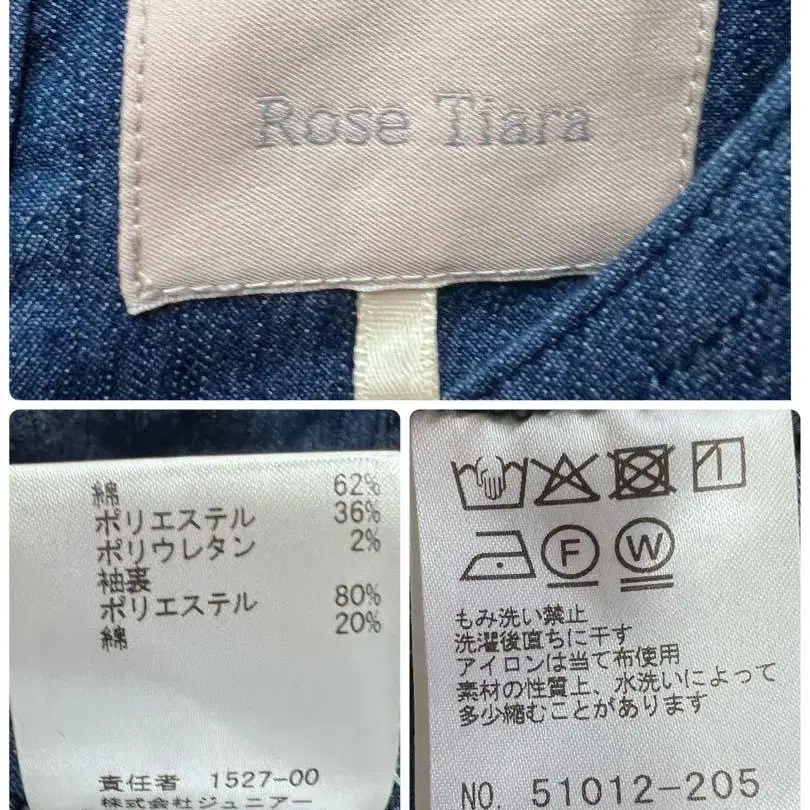 Rose Tiara
綿 62%
ポリエステル 36%
ポリウレタン 2%
袖裏
ポリエステル 80%
綿 20%
責任者 1527-00
株式会社ジュニアー
F W
もみ洗い禁止
洗濯後直ちに干す
アイロンは当て布使用
素材の性質上、水洗いによって
多少縮むことがあります
NO. 51012-205